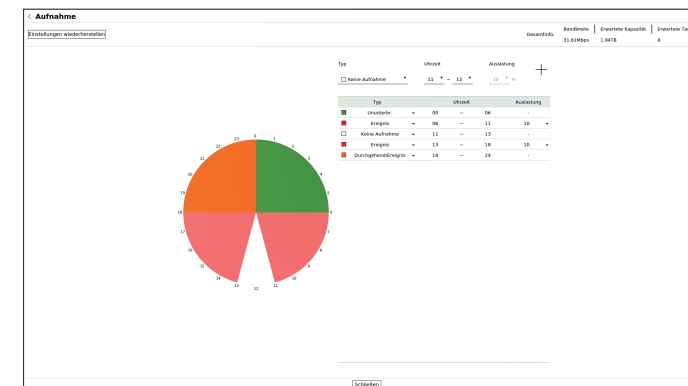 < Aufnahme
Einstellungen wiederherstellen
Gesamtinfo.
Bandbreite Erwartete Kapazität Erwartete Tag
31.61Mbps 1.94TB 6
Typ Uhrzeit Auslastung
Keine Aufnahme 11 ~ 13 10 %
Typ Uhrzeit Auslastung
Ununterbr. 00 ~ 06 -
Ereignis 06 ~ 11 10
Keine Aufnahme 11 ~ 13 -
Ereignis 13 ~ 18 10
Durchgehend/Ereignis 18 ~ 24 -
0
1
2
3
4
5
6
7
8
9
10
11
12
13
14
15
16
17
18
19
20
21
22
23
Schließen